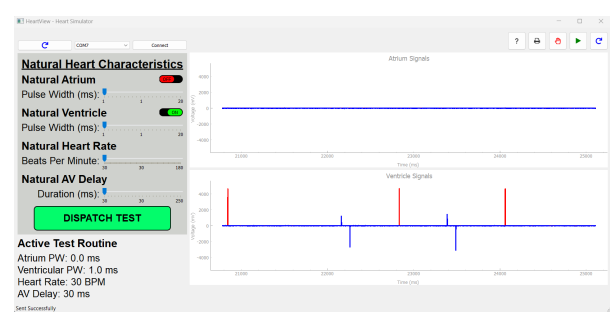 HeartView - Heart Simulator
COM7
Connect
?
Natural Heart Characteristics
Natural Atrium
Pulse Width (ms):
1 1 20
Natural Ventricle
ON
Pulse Width (ms):
1 1 20
Natural Heart Rate
Beats Per Minute:
30 30 180
Natural AV Delay
Duration (ms):
30 30 250
DISPATCH TEST
Active Test Routine
Atrium PW: 0.0 ms
Ventricular PW: 1.0 ms
Heart Rate: 30 BPM
AV Delay: 30 ms
Sent Successfully
Atrium Signals
Voltage (mV)
4000
2000
0
-2000
-4000
21000 22000 23000 24000 25000
Time (ms)
Ventricle Signals
Voltage (mV)
4000
2000
0
-2000
-4000
21000 22000 23000 24000 25000
Time (ms)